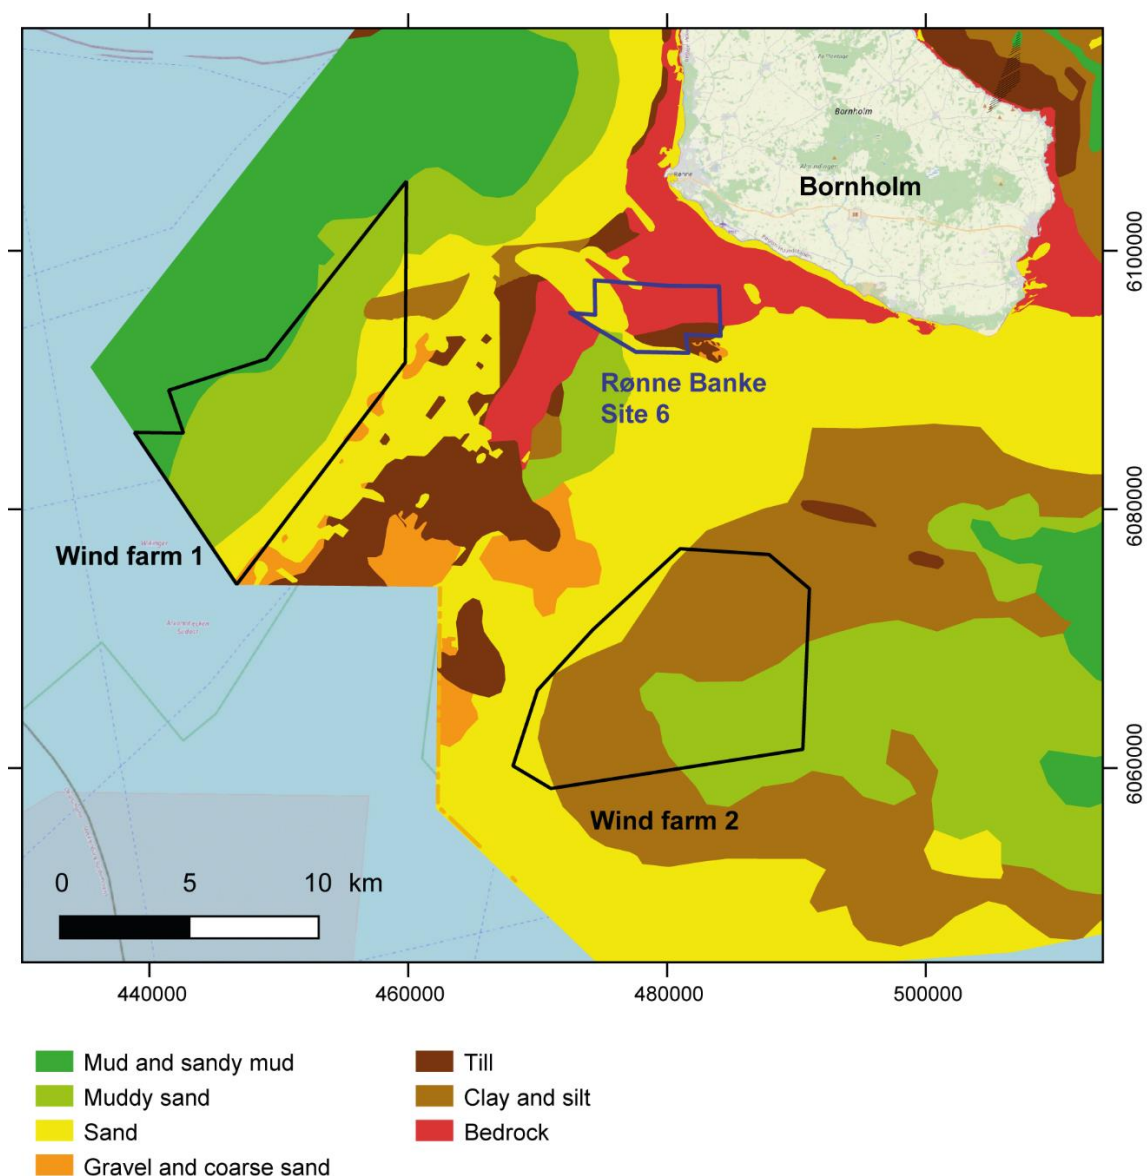 Bornholm
Rønne
Bornholm
6100000
Rønne Banke
Site 6
6080000
Wind farm 1
6060000
Wind farm 2
0 5 10 km
440000 460000 480000 500000
Mud and sandy mud
Muddy sand
Sand
Gravel and coarse sand
Till
Clay and silt
Bedrock